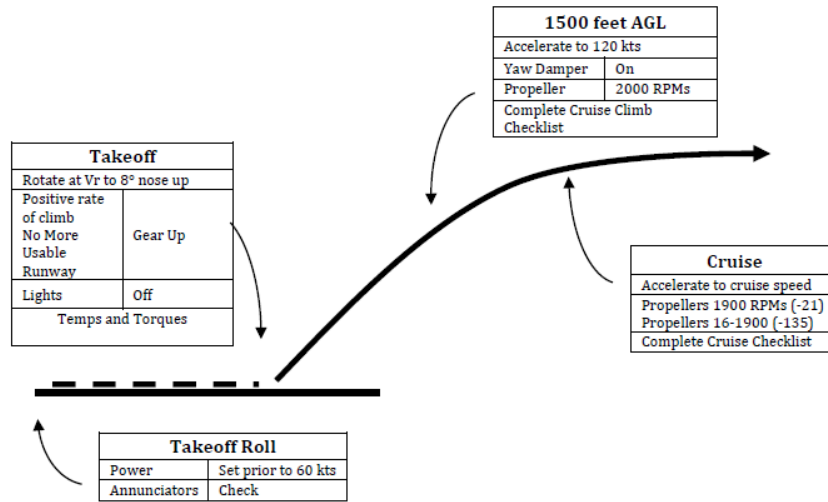 1500 feet AGL
Accelerate to 120 kts
Yaw Damper On
Propeller 2000 RPMs
Complete Cruise Climb
Checklist
Takeoff
Rotate at Vr to 8° nose up
Positive rate
of climb
No More
Usable
Runway
Gear Up
Lights Off
Temps and Torques
Cruise
Accelerate to cruise speed
Propellers 1900 RPMs (-21)
Propellers 16-1900 (-135)
Complete Cruise Checklist
Takeoff Roll
Power Set prior to 60 kts
Annunciators Check